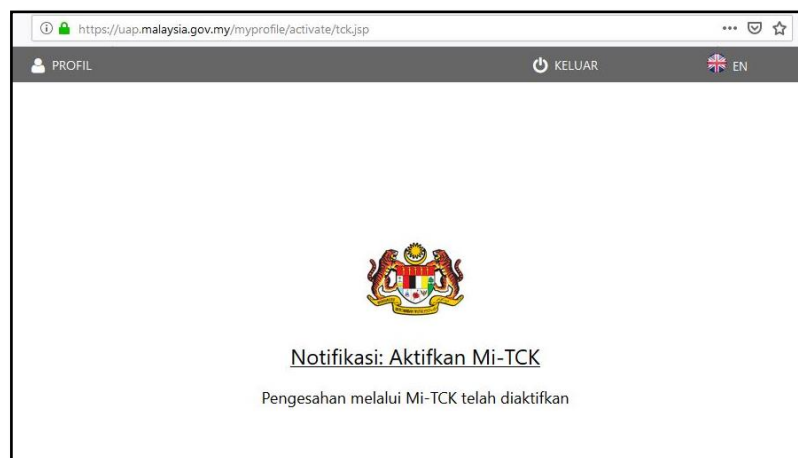 https://uap.malaysia.gov.my/myprofile/activate/tck.jsp
PROFIL
KELUAR
EN
Notifikasi: Aktifkan Mi-TCK
Pengesahan melalui Mi-TCK telah diaktifkan